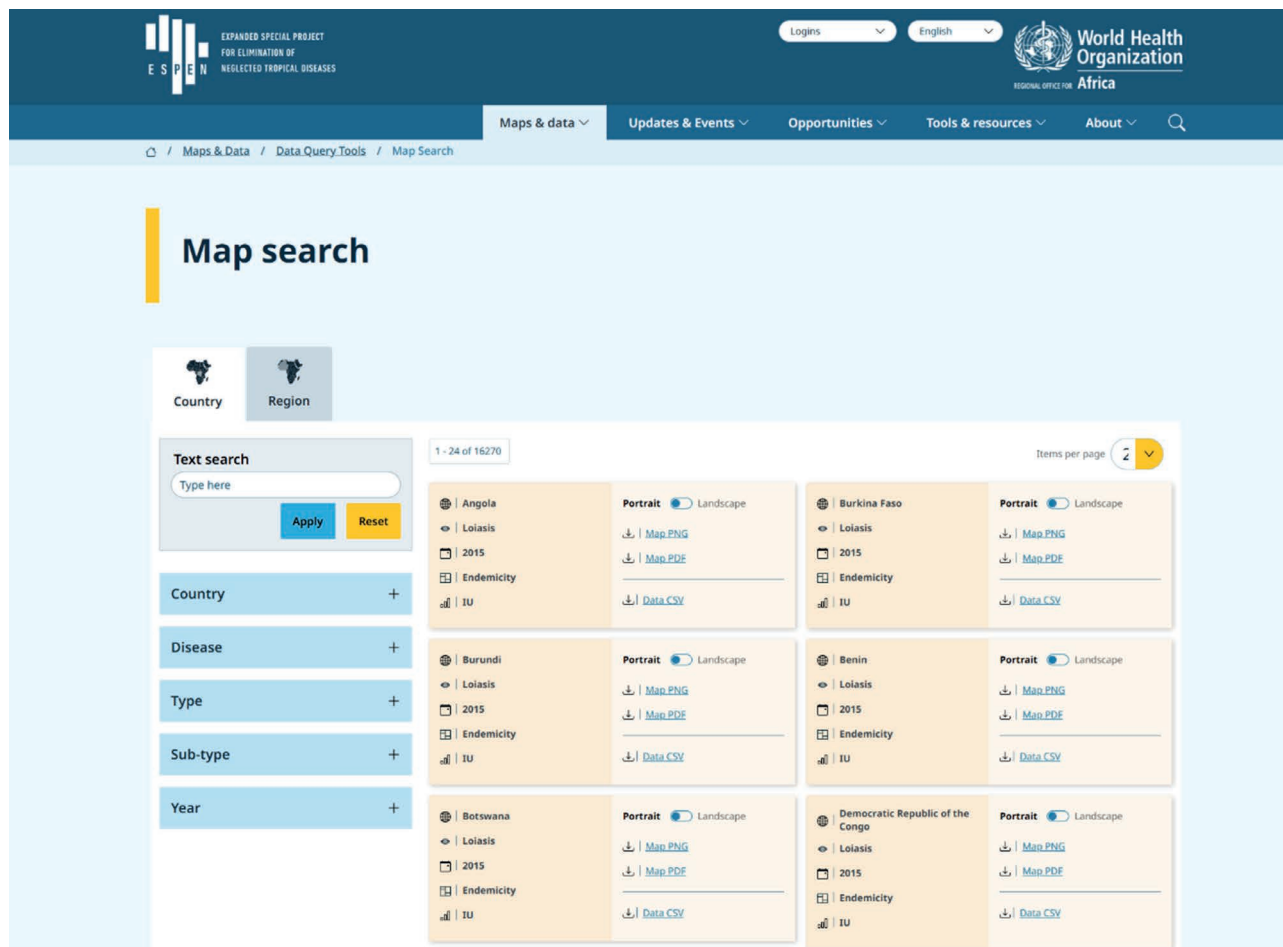 EXPANDED SPECIAL PROJECT
FOR ELIMINATION OF
NEGLECTED TROPICAL DISEASES
E S P E N
Logins
English
World Health
Organization
REGIONAL OFFICE FOR Africa
Maps & data
Updates & Events
Opportunities
Tools & resources
About
/ Maps & Data / Data Query Tools / Map Search
Map search
Country
Region
Text search
Type here
Apply
Reset
Country +
Disease +
Type +
Sub-type +
Year +
1 - 24 of 16270
Items per page 2
Angola
Loiasis
2015
Endemicity
IU
Portrait Landscape
Map PNG
Map PDF
Data CSV
Burkina Faso
Loiasis
2015
Endemicity
IU
Portrait Landscape
Map PNG
Map PDF
Data CSV
Burundi
Loiasis
2015
Endemicity
IU
Portrait Landscape
Map PNG
Map PDF
Data CSV
Benin
Loiasis
2015
Endemicity
IU
Portrait Landscape
Map PNG
Map PDF
Data CSV
Botswana
Loiasis
2015
Endemicity
IU
Portrait Landscape
Map PNG
Map PDF
Data CSV
Democratic Republic of the
Congo
Loiasis
2015
Endemicity
IU
Portrait Landscape
Map PNG
Map PDF
Data CSV